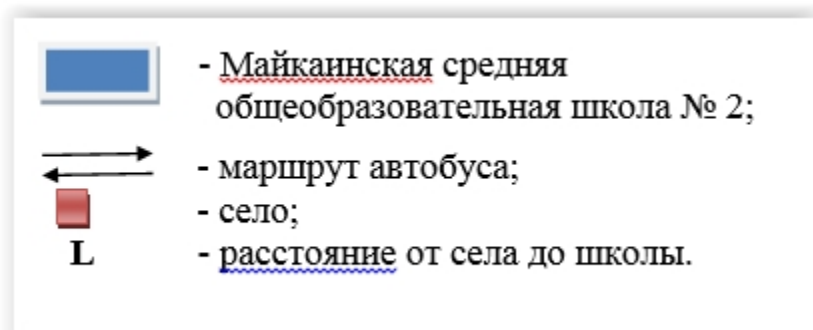 - Майкаинская средняя
общеобразовательная школа № 2;
- маршрут автобуса;
- село;
L - расстояние от села до школы.